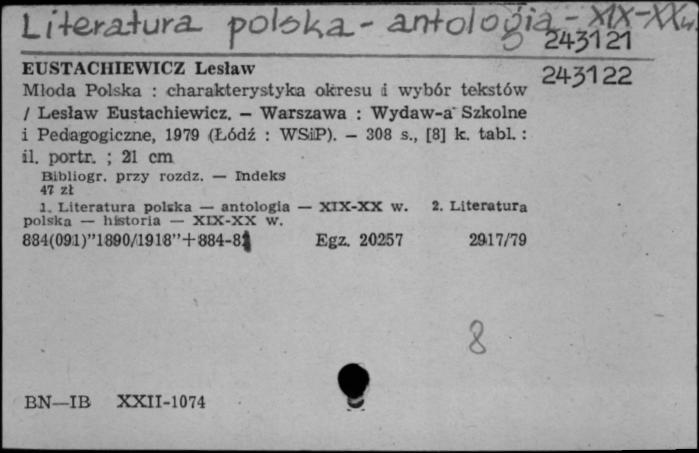 Literatura polska - antologia - XIX-XX w.
243121
EUSTACHIEWICZ Lesław
243122
Młoda Polska : charakterystyka okresu i wybór tekstów
/ Lesław Eustachiewicz. — Warszawa : Wydaw-a Szkolne
i Pedagogiczne, 1979 (Łódź : WSiP). — 308 s., [8] k. tabl. :
il. portr. ; 21 cm
Bibliogr. przy rozdz. — Indeks
47 zł
1. Literatura polska — antologia — XIX-XX w. 2. Literatura
polska — historia — XIX-XX w.
884(091)"1890/1918"+884-8 Egz. 20257 2917/79
8
BN—IB XXII-1074